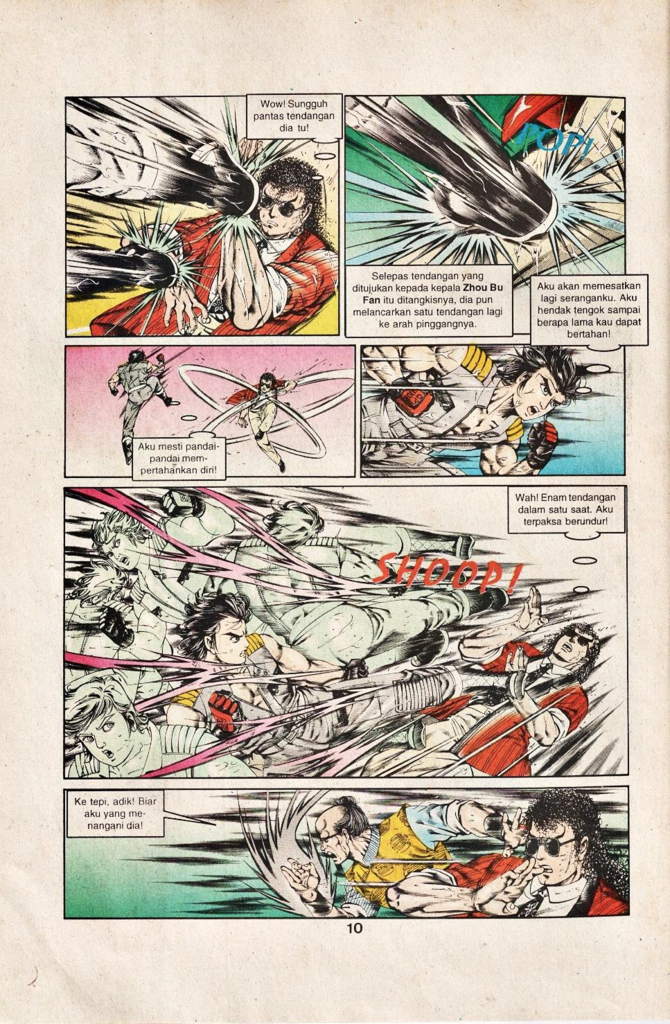 Wow! Sungguh
pantas tendangan
dia tu!
POP!
Selepas tendangan yang
ditujukan kepada kepala Zhou Bu
Fan itu ditangkisnya, dia pun
melancarkan satu tendangan lagi
ke arah pinggangnya.
Aku akan memesatkan
lagi seranganku. Aku
hendak tengok sampai
berapa lama kau dapat
bertahan!
Aku mesti pandai-
pandai mem-
pertahankan diri!
Wah! Enam tendangan
dalam satu saat. Aku
terpaksa berundur!
SHOOP!
Ke tepi, adik! Biar
aku yang me-
nangani dia!
10